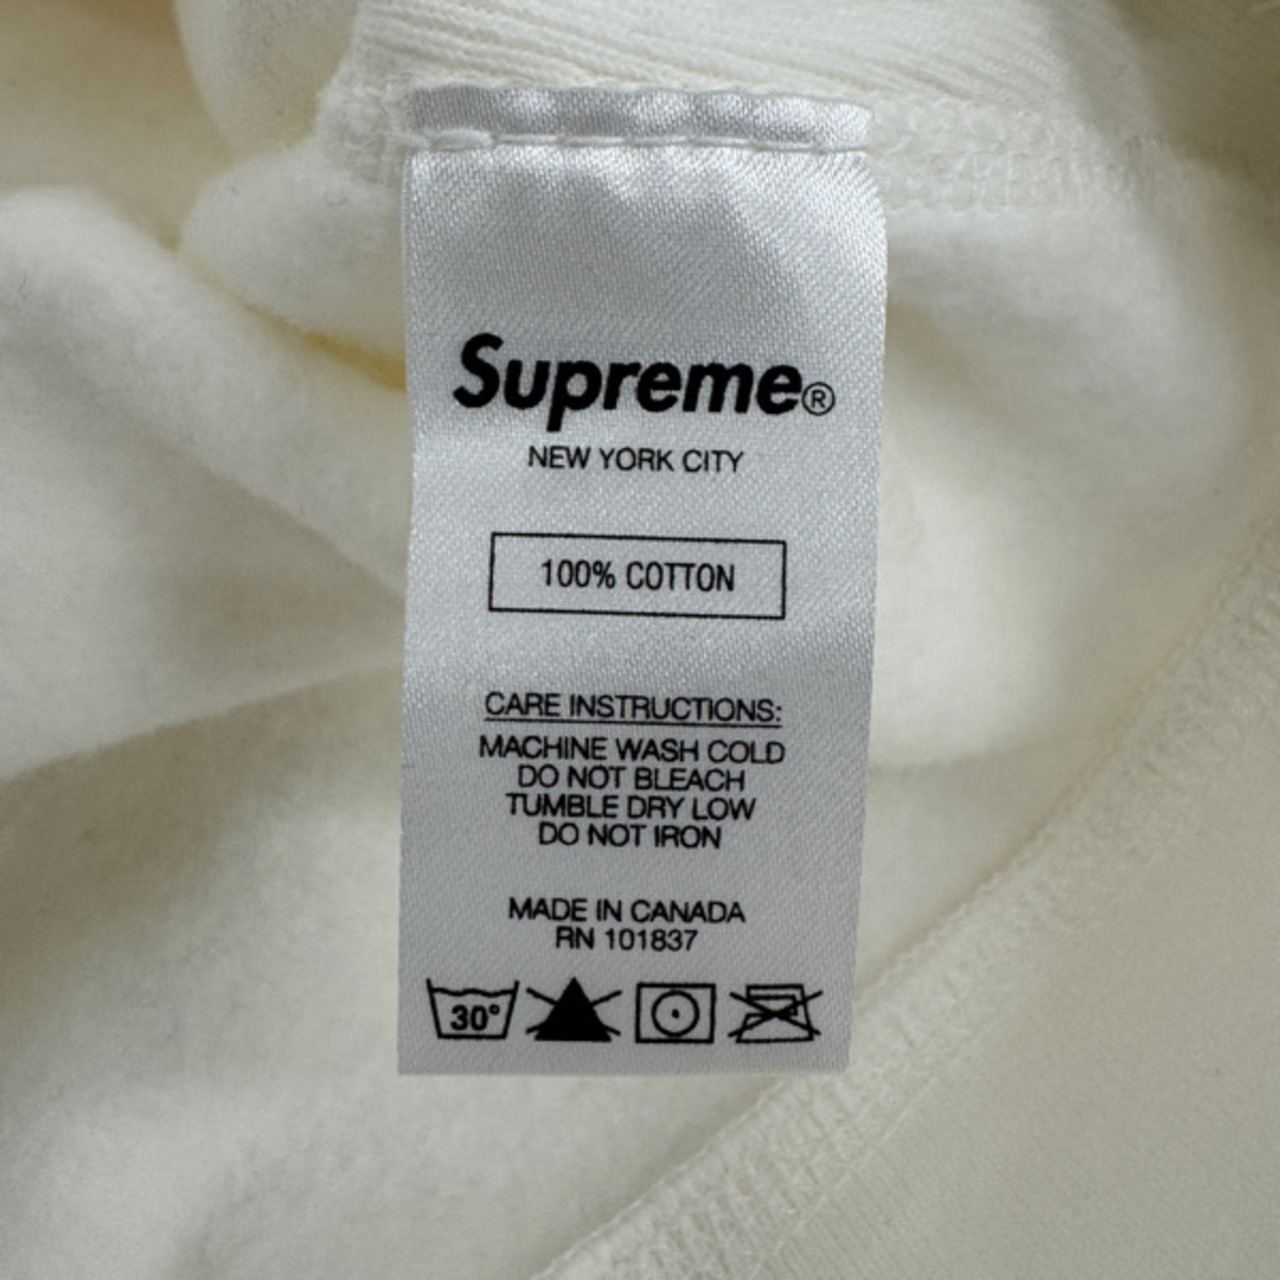 Supreme®
NEW YORK CITY
100% COTTON
CARE INSTRUCTIONS:
MACHINE WASH COLD
DO NOT BLEACH
TUMBLE DRY LOW
DO NOT IRON
MADE IN CANADA
RN 101837
30°